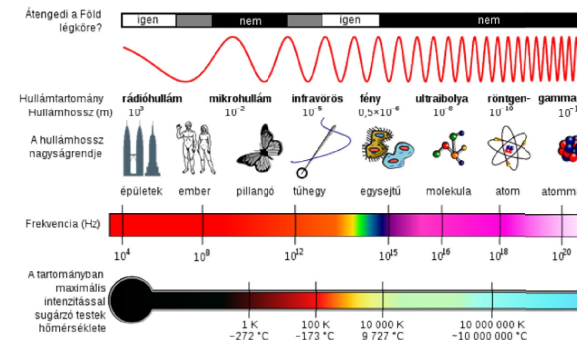 Átengedi a Föld
légköre?
igen nem igen nem
Hullámtartomány rádióhullám mikrohullám infravörös fény ultraibolya röntgen- gamma
Hullámhossz (m) 10³ 10⁻² 10⁻⁵ 0,5×10⁻⁶ 10⁻⁸ 10⁻¹⁰
A hullámhossz
nagyságrendje
épületek ember pillangó tűhegy egysejtű molekula atom atomm
Frekvencia (Hz)
10⁴ 10⁸ 10¹² 10¹⁵ 10¹⁶ 10¹⁸ 10²⁰
A tartományban
maximális
intenzitással
sugárzó testek
hőmérséklete
1 K 100 K 10 000 K 10 000 000 K
−272 °C −173 °C 9 727 °C ~10 000 000 °C